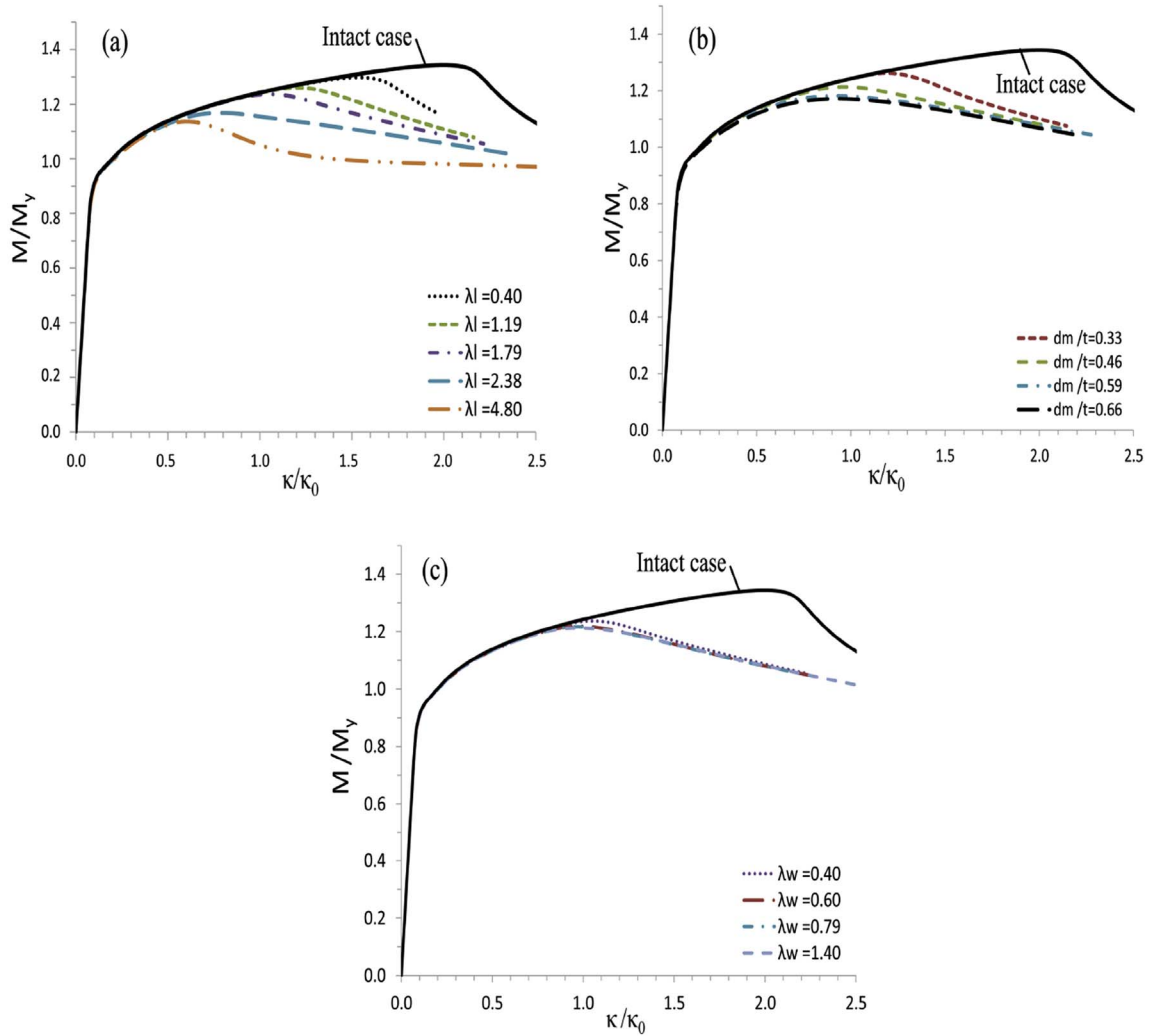 (a)
Intact case
M/My
1.4
1.2
1.0
0.8
0.6
0.4
0.2
0.0
λl =0.40
λl =1.19
λl =1.79
λl =2.38
λl =4.80
0.0 0.5 1.0 1.5 2.0 2.5
κ/κ0
(b)
Intact case
M/My
1.4
1.2
1.0
0.8
0.6
0.4
0.2
0.0
dm /t=0.33
dm /t=0.46
dm /t=0.59
dm /t=0.66
0.0 0.5 1.0 1.5 2.0 2.5
κ/κ0
(c)
Intact case
M /My
1.4
1.2
1.0
0.8
0.6
0.4
0.2
0.0
λw =0.40
λw =0.60
λw =0.79
λw =1.40
0.0 0.5 1.0 1.5 2.0 2.5
κ/κ0